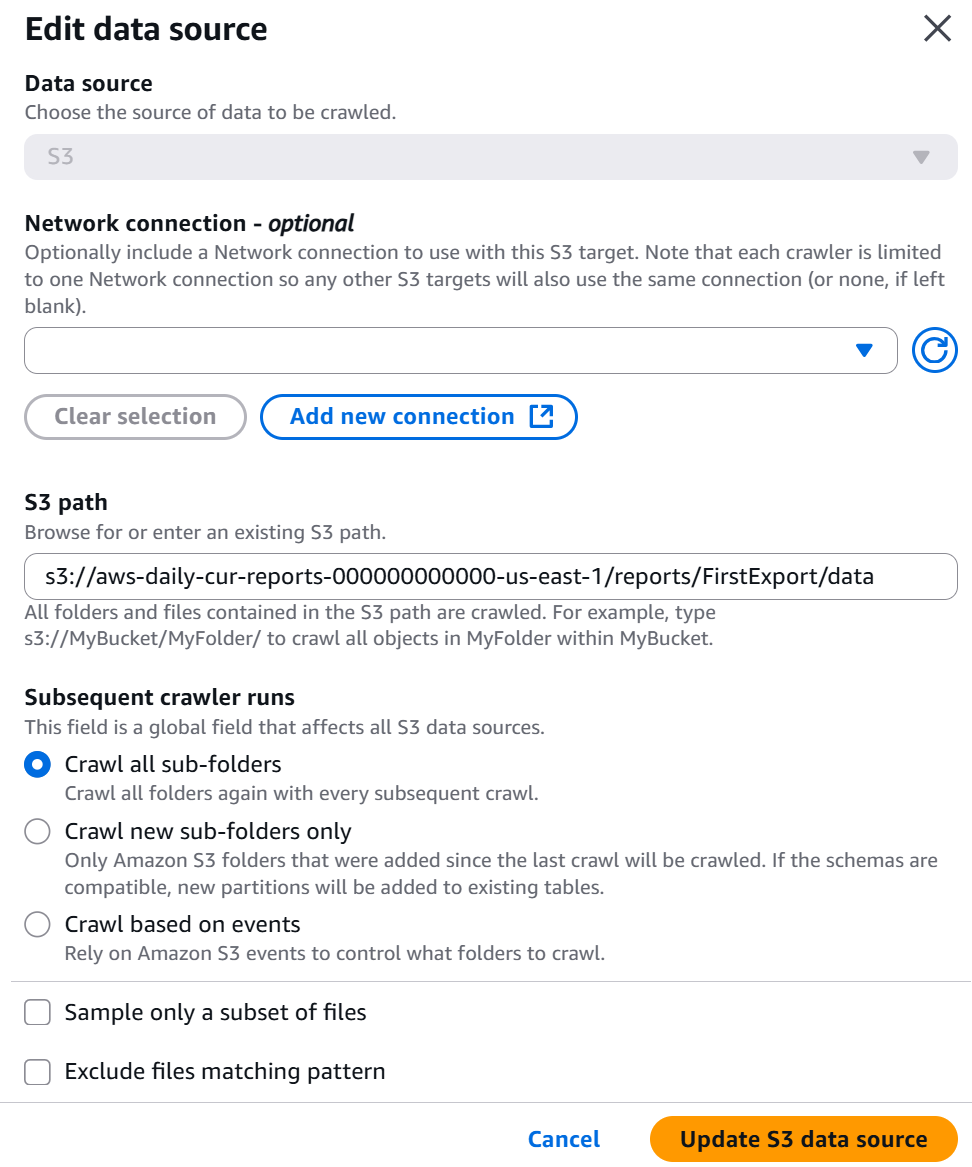 Edit data source
Data source
Choose the source of data to be crawled.
S3
Network connection - optional
Optionally include a Network connection to use with this S3 target. Note that each crawler is limited
to one Network connection so any other S3 targets will also use the same connection (or none, if left
blank).
Clear selection
Add new connection
S3 path
Browse for or enter an existing S3 path.
s3://aws-daily-cur-reports-000000000000-us-east-1/reports/FirstExport/data
All folders and files contained in the S3 path are crawled. For example, type
s3://MyBucket/MyFolder/ to crawl all objects in MyFolder within MyBucket.
Subsequent crawler runs
This field is a global field that affects all S3 data sources.
Crawl all sub-folders
Crawl all folders again with every subsequent crawl.
Crawl new sub-folders only
Only Amazon S3 folders that were added since the last crawl will be crawled. If the schemas are
compatible, new partitions will be added to existing tables.
Crawl based on events
Rely on Amazon S3 events to control what folders to crawl.
Sample only a subset of files
Exclude files matching pattern
Cancel
Update S3 data source